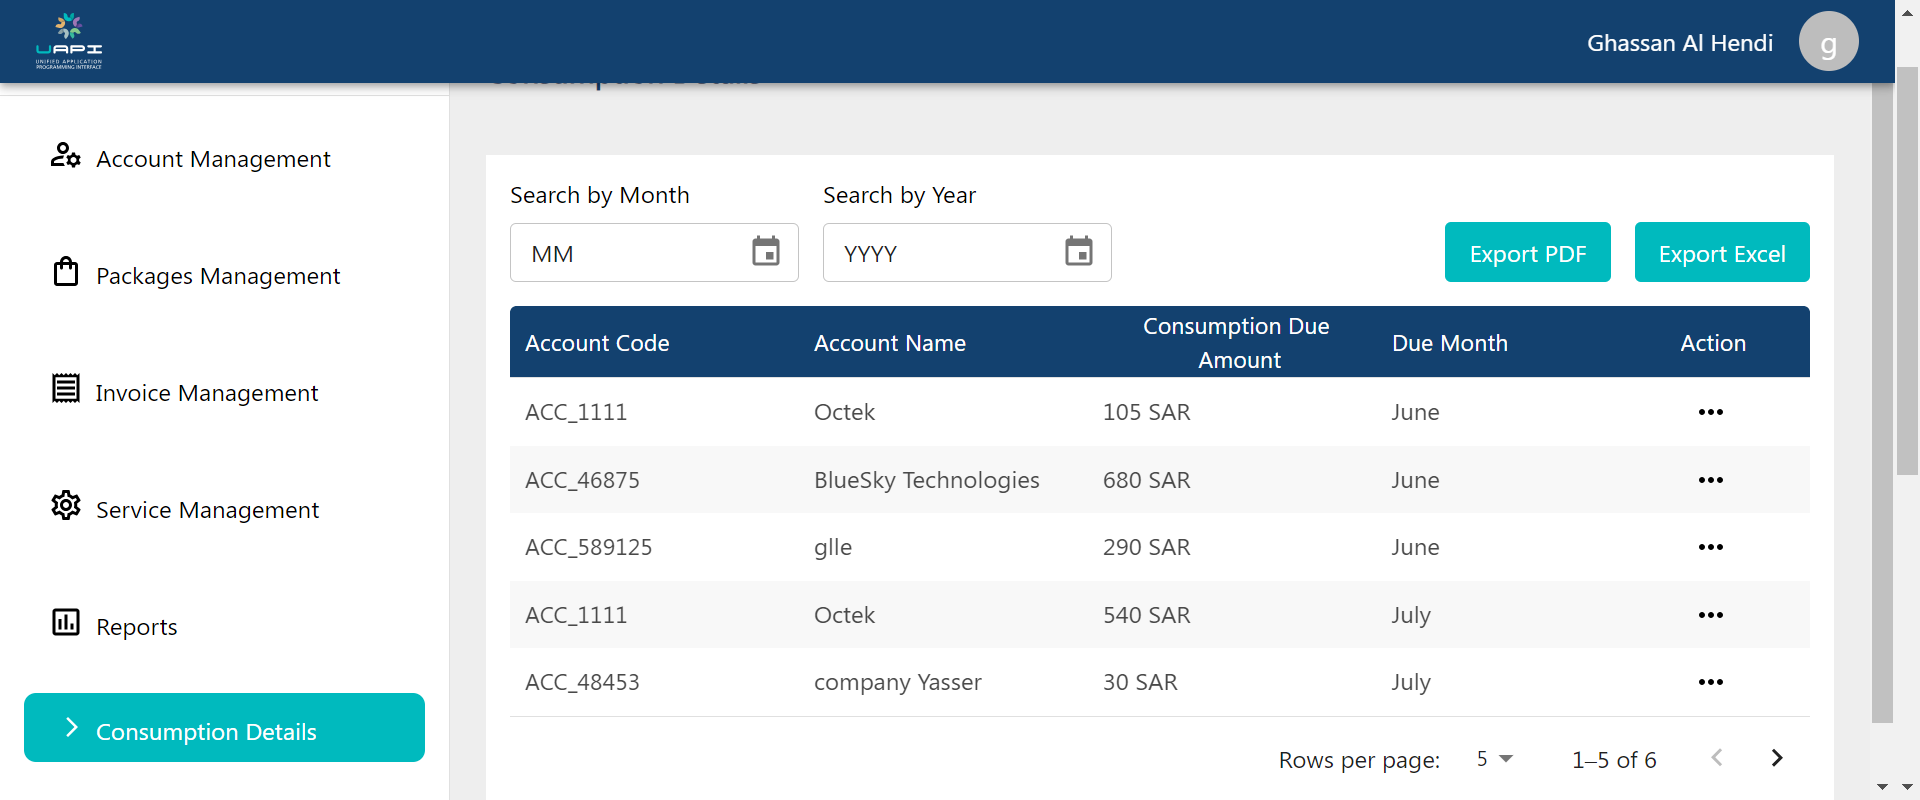 UAPI
UNIFIED APPLICATION
PROGRAMMING INTERFACE
Ghassan Al Hendi
g
Account Management
Packages Management
Invoice Management
Service Management
Reports
Consumption Details
Consumption Details
Search by Month
Search by Year
MM
YYYY
Export PDF
Export Excel
Account Code
Account Name
Consumption Due
Amount
Due Month
Action
ACC_1111 Octek 105 SAR June
ACC_46875 BlueSky Technologies 680 SAR June
ACC_589125 glle 290 SAR June
ACC_1111 Octek 540 SAR July
ACC_48453 company Yasser 30 SAR July
Rows per page: 5 1–5 of 6